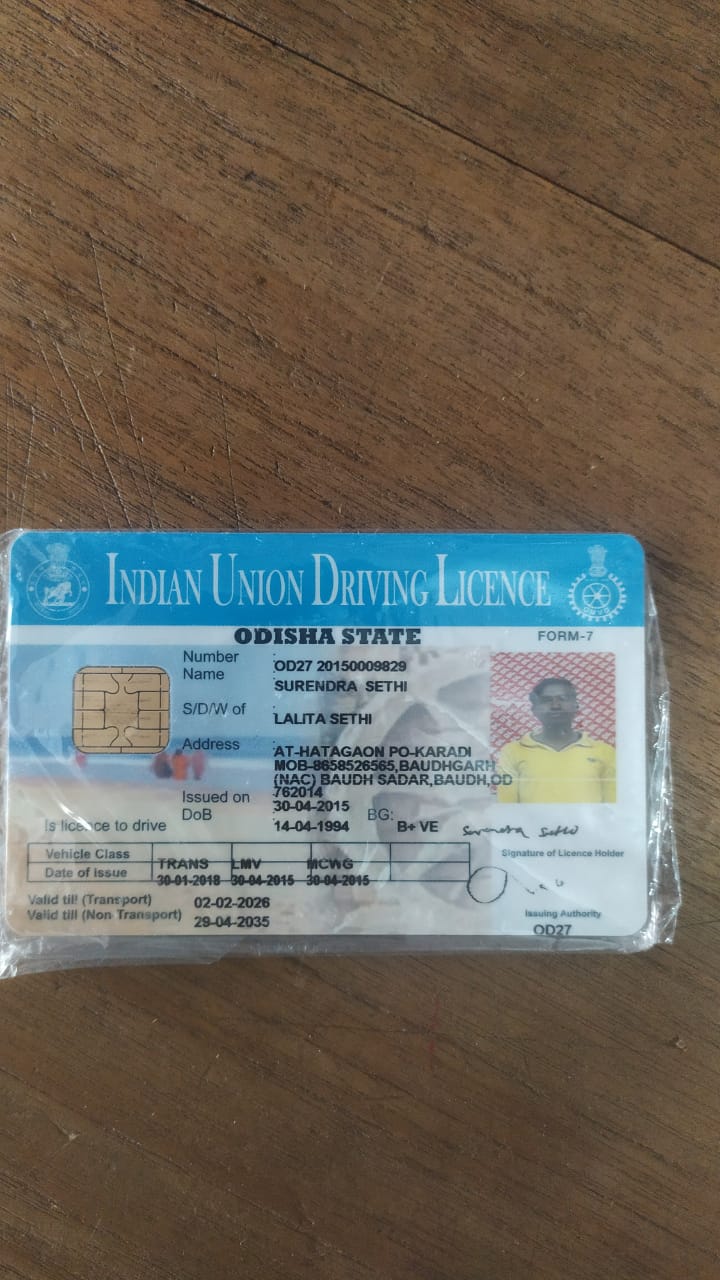 INDIAN UNION DRIVING LICENCE
ODISHA STATE
FORM-7
Number : OD27 20150009829
Name : SURENDRA SETHI
S/D/W of : LALITA SETHI
Address : AT-HATAGAON PO-KARADI
MOB-8658526565,BAUDHGARH
(NAC) BAUDH SADAR,BAUDH,OD
762014
Issued on : 30-04-2015
DoB : 14-04-1994 BG: B+ VE
Is licence to drive
Surendra Sethi
Signature of Licence Holder
Vehicle Class TRANS LMV MCWG
Date of issue 30-01-2018 30-04-2015 30-04-2015
Valid till (Transport) 02-02-2026
Valid till (Non Transport) 29-04-2035
Issuing Authority
OD27